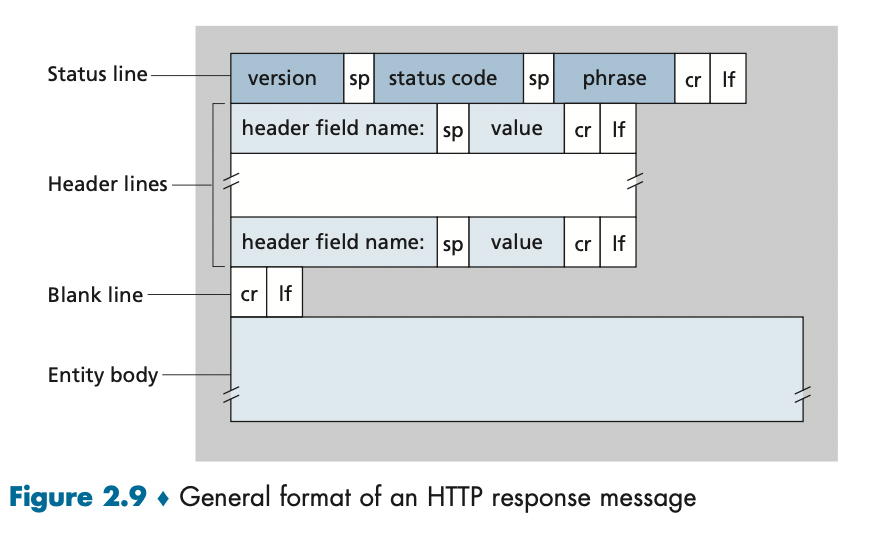 Status line version sp status code sp phrase cr lf
header field name: sp value cr lf
Header lines
header field name: sp value cr lf
Blank line cr lf
Entity body
Figure 2.9 ♦ General format of an HTTP response message